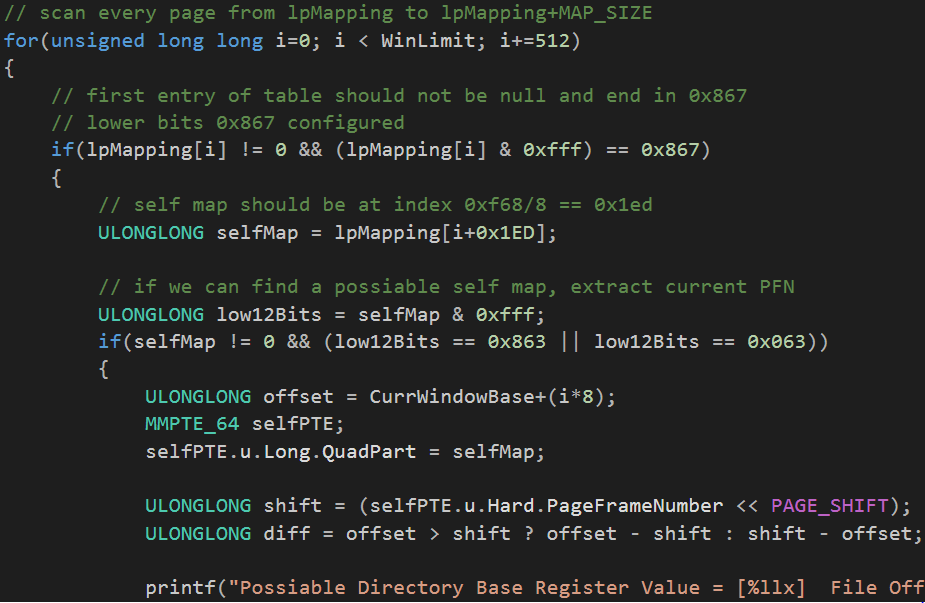 // scan every page from lpMapping to lpMapping+MAP_SIZE
for(unsigned long long i=0; i < WinLimit; i+=512)
{
    // first entry of table should not be null and end in 0x867
    // lower bits 0x867 configured
    if(lpMapping[i] != 0 && (lpMapping[i] & 0xfff) == 0x867)
    {
        // self map should be at index 0xf68/8 == 0x1ed
        ULONGLONG selfMap = lpMapping[i+0x1ED];

        // if we can find a possiable self map, extract current PFN
        ULONGLONG low12Bits = selfMap & 0xfff;
        if(selfMap != 0 && (low12Bits == 0x863 || low12Bits == 0x063))
        {
            ULONGLONG offset = CurrWindowBase+(i*8);
            MMPTE_64 selfPTE;
            selfPTE.u.Long.QuadPart = selfMap;

            ULONGLONG shift = (selfPTE.u.Hard.PageFrameNumber << PAGE_SHIFT);
            ULONGLONG diff = offset > shift ? offset - shift : shift - offset;

            printf("Possiable Directory Base Register Value = [%llx]  File Off